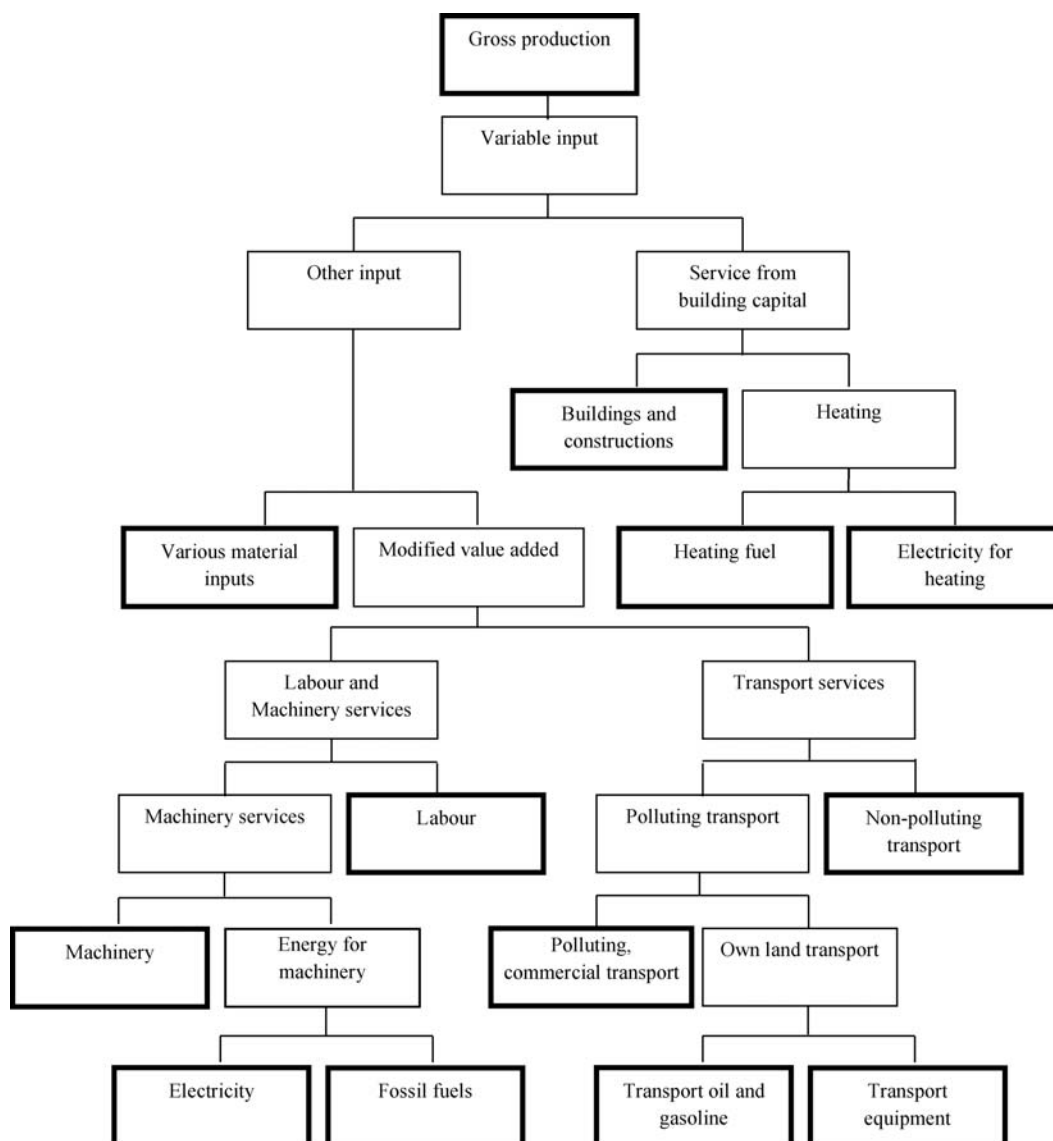 Gross production
Variable input
Other input
Service from
building capital
Buildings and
constructions
Heating
Various material
inputs
Modified value added
Heating fuel
Electricity for
heating
Labour and
Machinery services
Transport services
Machinery services
Labour
Polluting transport
Non-polluting
transport
Machinery
Energy for
machinery
Polluting,
commercial transport
Own land transport
Electricity
Fossil fuels
Transport oil and
gasoline
Transport
equipment